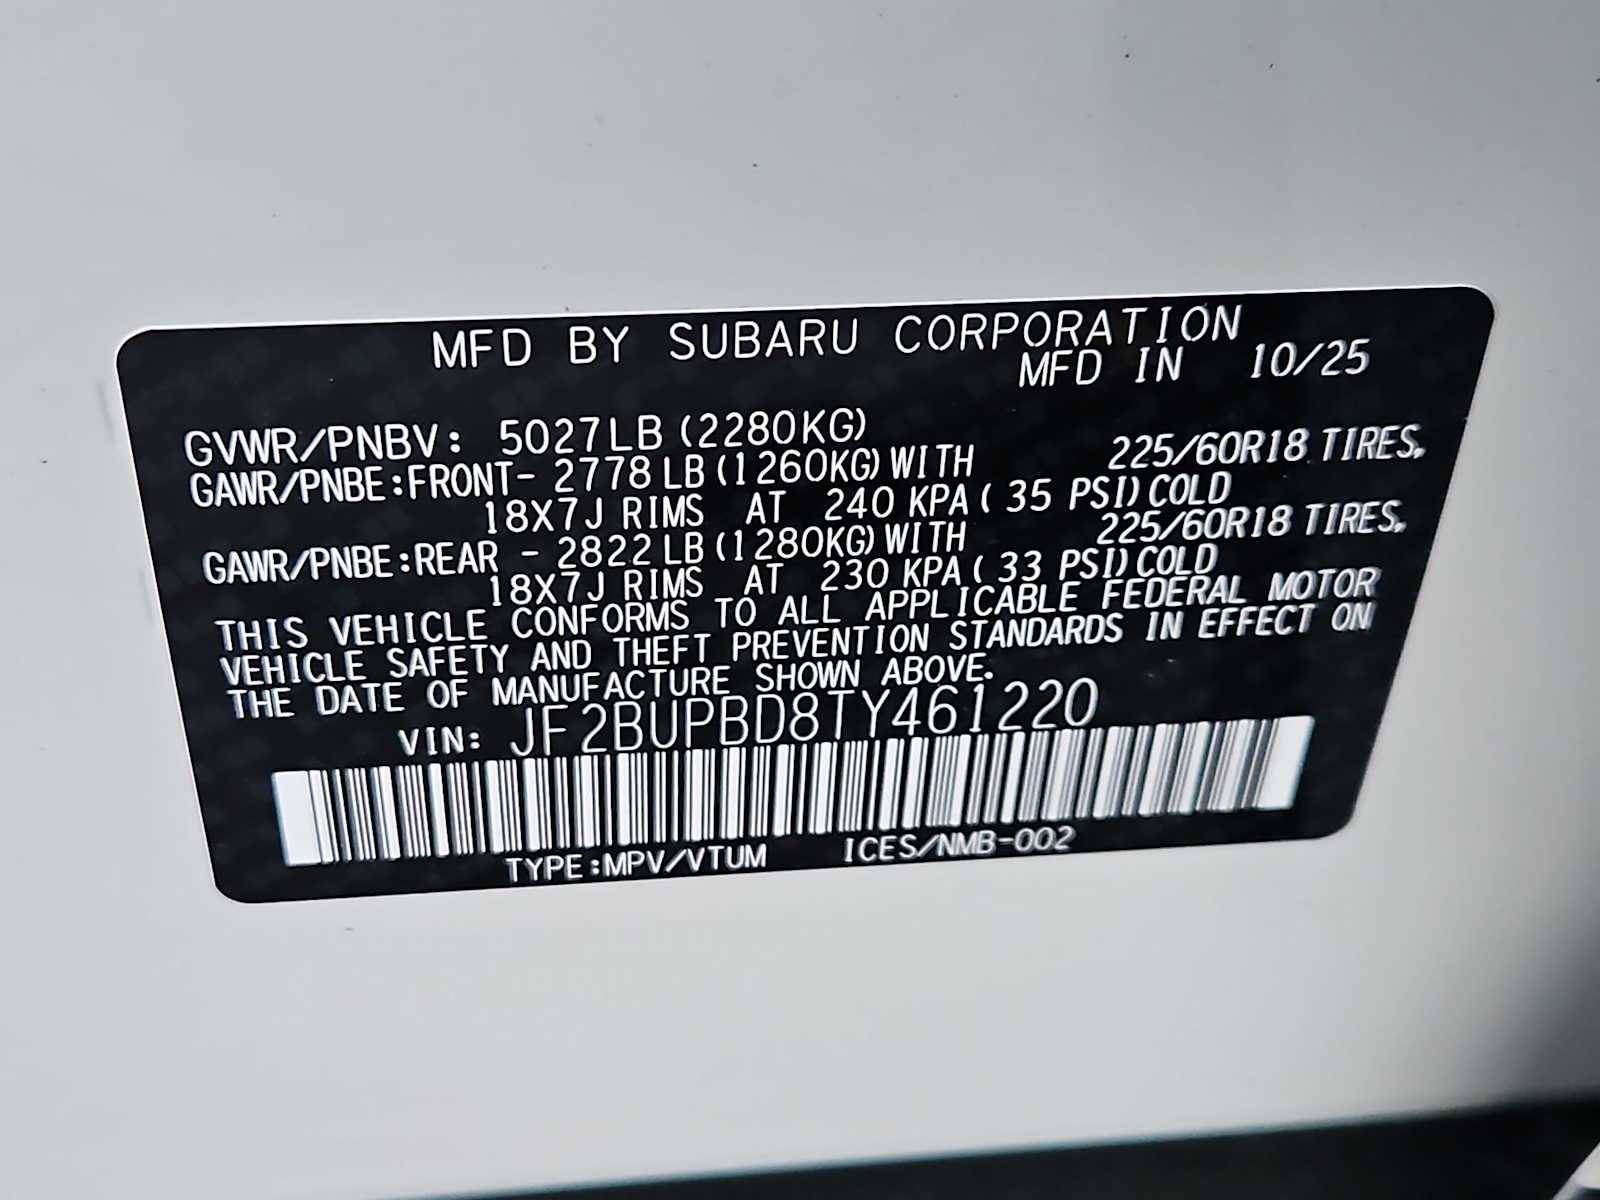 MFD BY SUBARU CORPORATION
MFD IN 10/25
GVWR/PNBV: 5027LB (2280KG)
GAWR/PNBE:FRONT- 2778 LB (1260KG) WITH 225/60R18 TIRES,
18X7J RIMS AT 240 KPA ( 35 PSI) COLD
GAWR/PNBE:REAR - 2822 LB (1280KG) WITH 225/60R18 TIRES,
18X7J RIMS AT 230 KPA ( 33 PSI) COLD
THIS VEHICLE CONFORMS TO ALL APPLICABLE FEDERAL MOTOR
VEHICLE SAFETY AND THEFT PREVENTION STANDARDS IN EFFECT ON
THE DATE OF MANUFACTURE SHOWN ABOVE.
VIN: JF2BUPBD8TY461220
TYPE:MPV/VTUM ICES/NMB-002